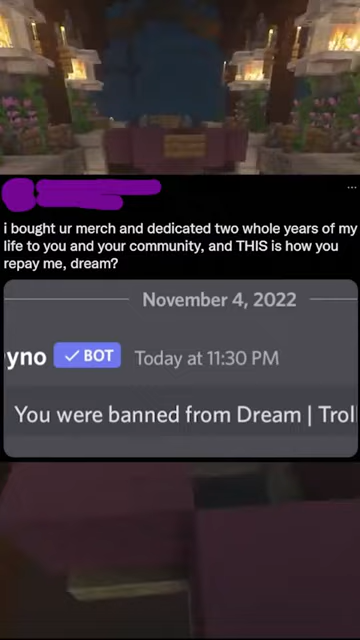 i bought ur merch and dedicated two whole years of my
life to you and your community, and THIS is how you
repay me, dream?
November 4, 2022
yno ✓ BOT Today at 11:30 PM
You were banned from Dream | Trol